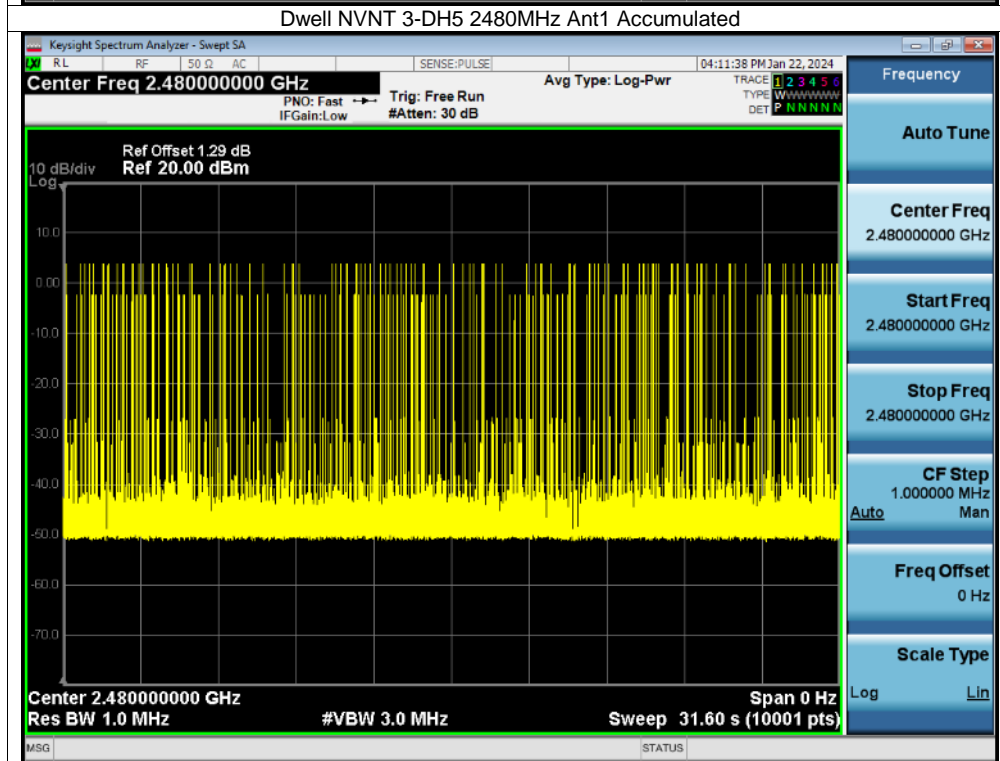 Dwell NVNT 3-DH5 2480MHz Ant1 Accumulated
Keysight Spectrum Analyzer - Swept SA
LXI RL RF 50 Ω AC SENSE:PULSE 04:11:38 PM Jan 22, 2024
Center Freq 2.480000000 GHz
Avg Type: Log-Pwr
TRACE 1 2 3 4 5 6
PNO: Fast
Trig: Free Run
TYPE WWWWWW
IFGain:Low
#Atten: 30 dB
DET P NNNNN
Ref Offset 1.29 dB
10 dB/div Ref 20.00 dBm
Log
10.0
0.00
-10.0
-20.0
-30.0
-40.0
-50.0
-60.0
-70.0
Center 2.480000000 GHz Span 0 Hz
Res BW 1.0 MHz #VBW 3.0 MHz Sweep 31.60 s (10001 pts)
MSG STATUS
Frequency
Auto Tune
Center Freq
2.480000000 GHz
Start Freq
2.480000000 GHz
Stop Freq
2.480000000 GHz
CF Step
1.000000 MHz
Auto Man
Freq Offset
0 Hz
Scale Type
Log Lin